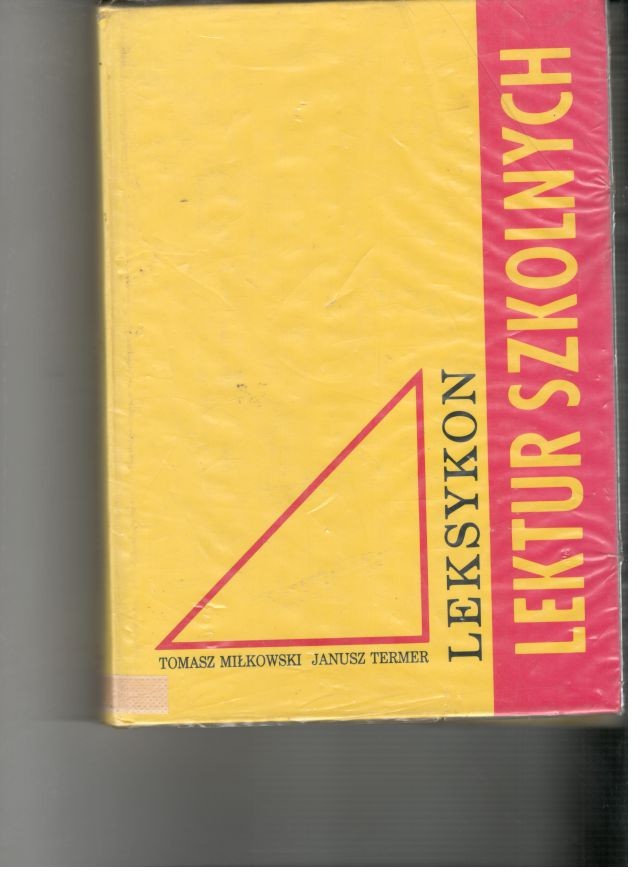 LEKSYKON
LEKTUR SZKOLNYCH
TOMASZ MIŁKOWSKI JANUSZ TERMER